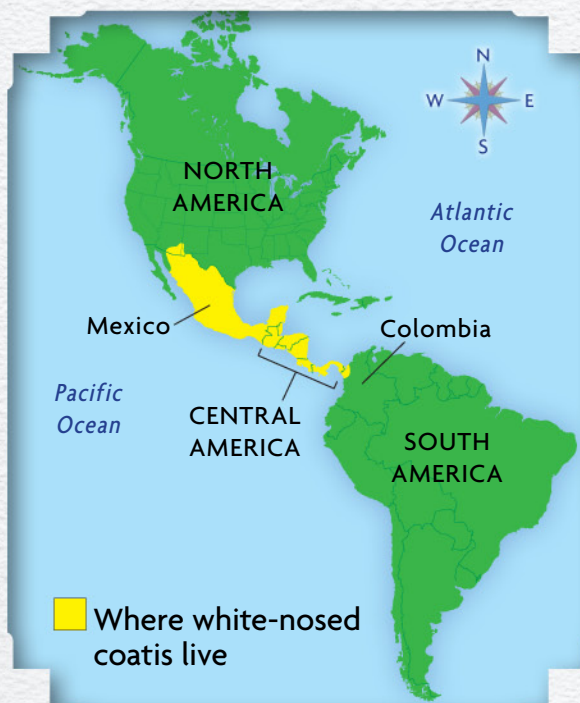 N
W
E
S
NORTH
AMERICA
Atlantic
Ocean
Mexico
Colombia
Pacific
Ocean
CENTRAL
AMERICA
SOUTH
AMERICA
Where white-nosed
coatis live